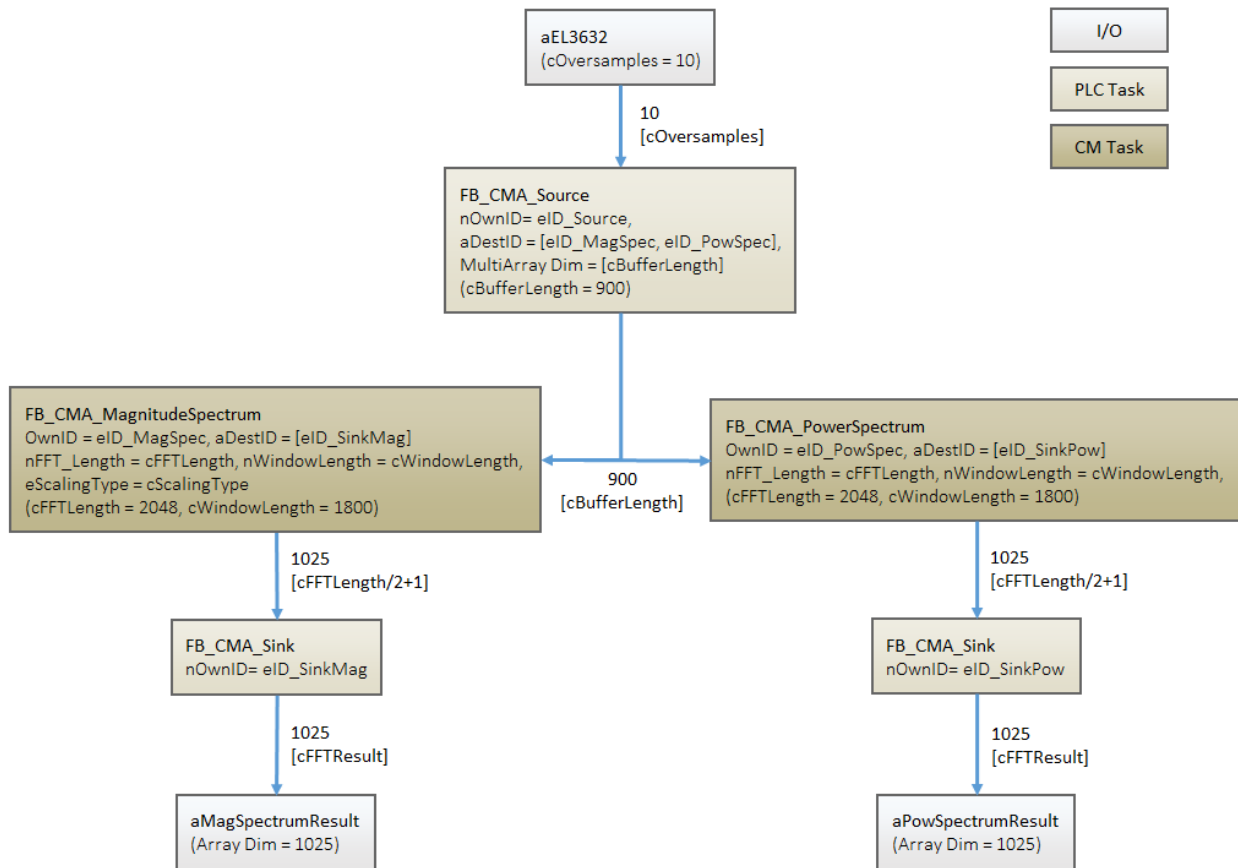 aEL3632
(cOversamples = 10)
I/O
PLC Task
CM Task
10
[cOversamples]
FB_CMA_Source
nOwnID= eID_Source,
aDestID = [eID_MagSpec, eID_PowSpec],
MultiArray Dim = [cBufferLength]
(cBufferLength = 900)
FB_CMA_MagnitudeSpectrum
OwnID = eID_MagSpec, aDestID = [eID_SinkMag]
nFFT_Length = cFFTLength, nWindowLength = cWindowLength,
eScalingType = cScalingType
(cFFTLength = 2048, cWindowLength = 1800)
900
[cBufferLength]
FB_CMA_PowerSpectrum
OwnID = eID_PowSpec, aDestID = [eID_SinkPow]
nFFT_Length = cFFTLength, nWindowLength = cWindowLength,
(cFFTLength = 2048, cWindowLength = 1800)
1025
[cFFTLength/2+1]
1025
[cFFTLength/2+1]
FB_CMA_Sink
nOwnID= eID_SinkMag
FB_CMA_Sink
nOwnID= eID_SinkPow
1025
[cFFTResult]
1025
[cFFTResult]
aMagSpectrumResult
(Array Dim = 1025)
aPowSpectrumResult
(Array Dim = 1025)